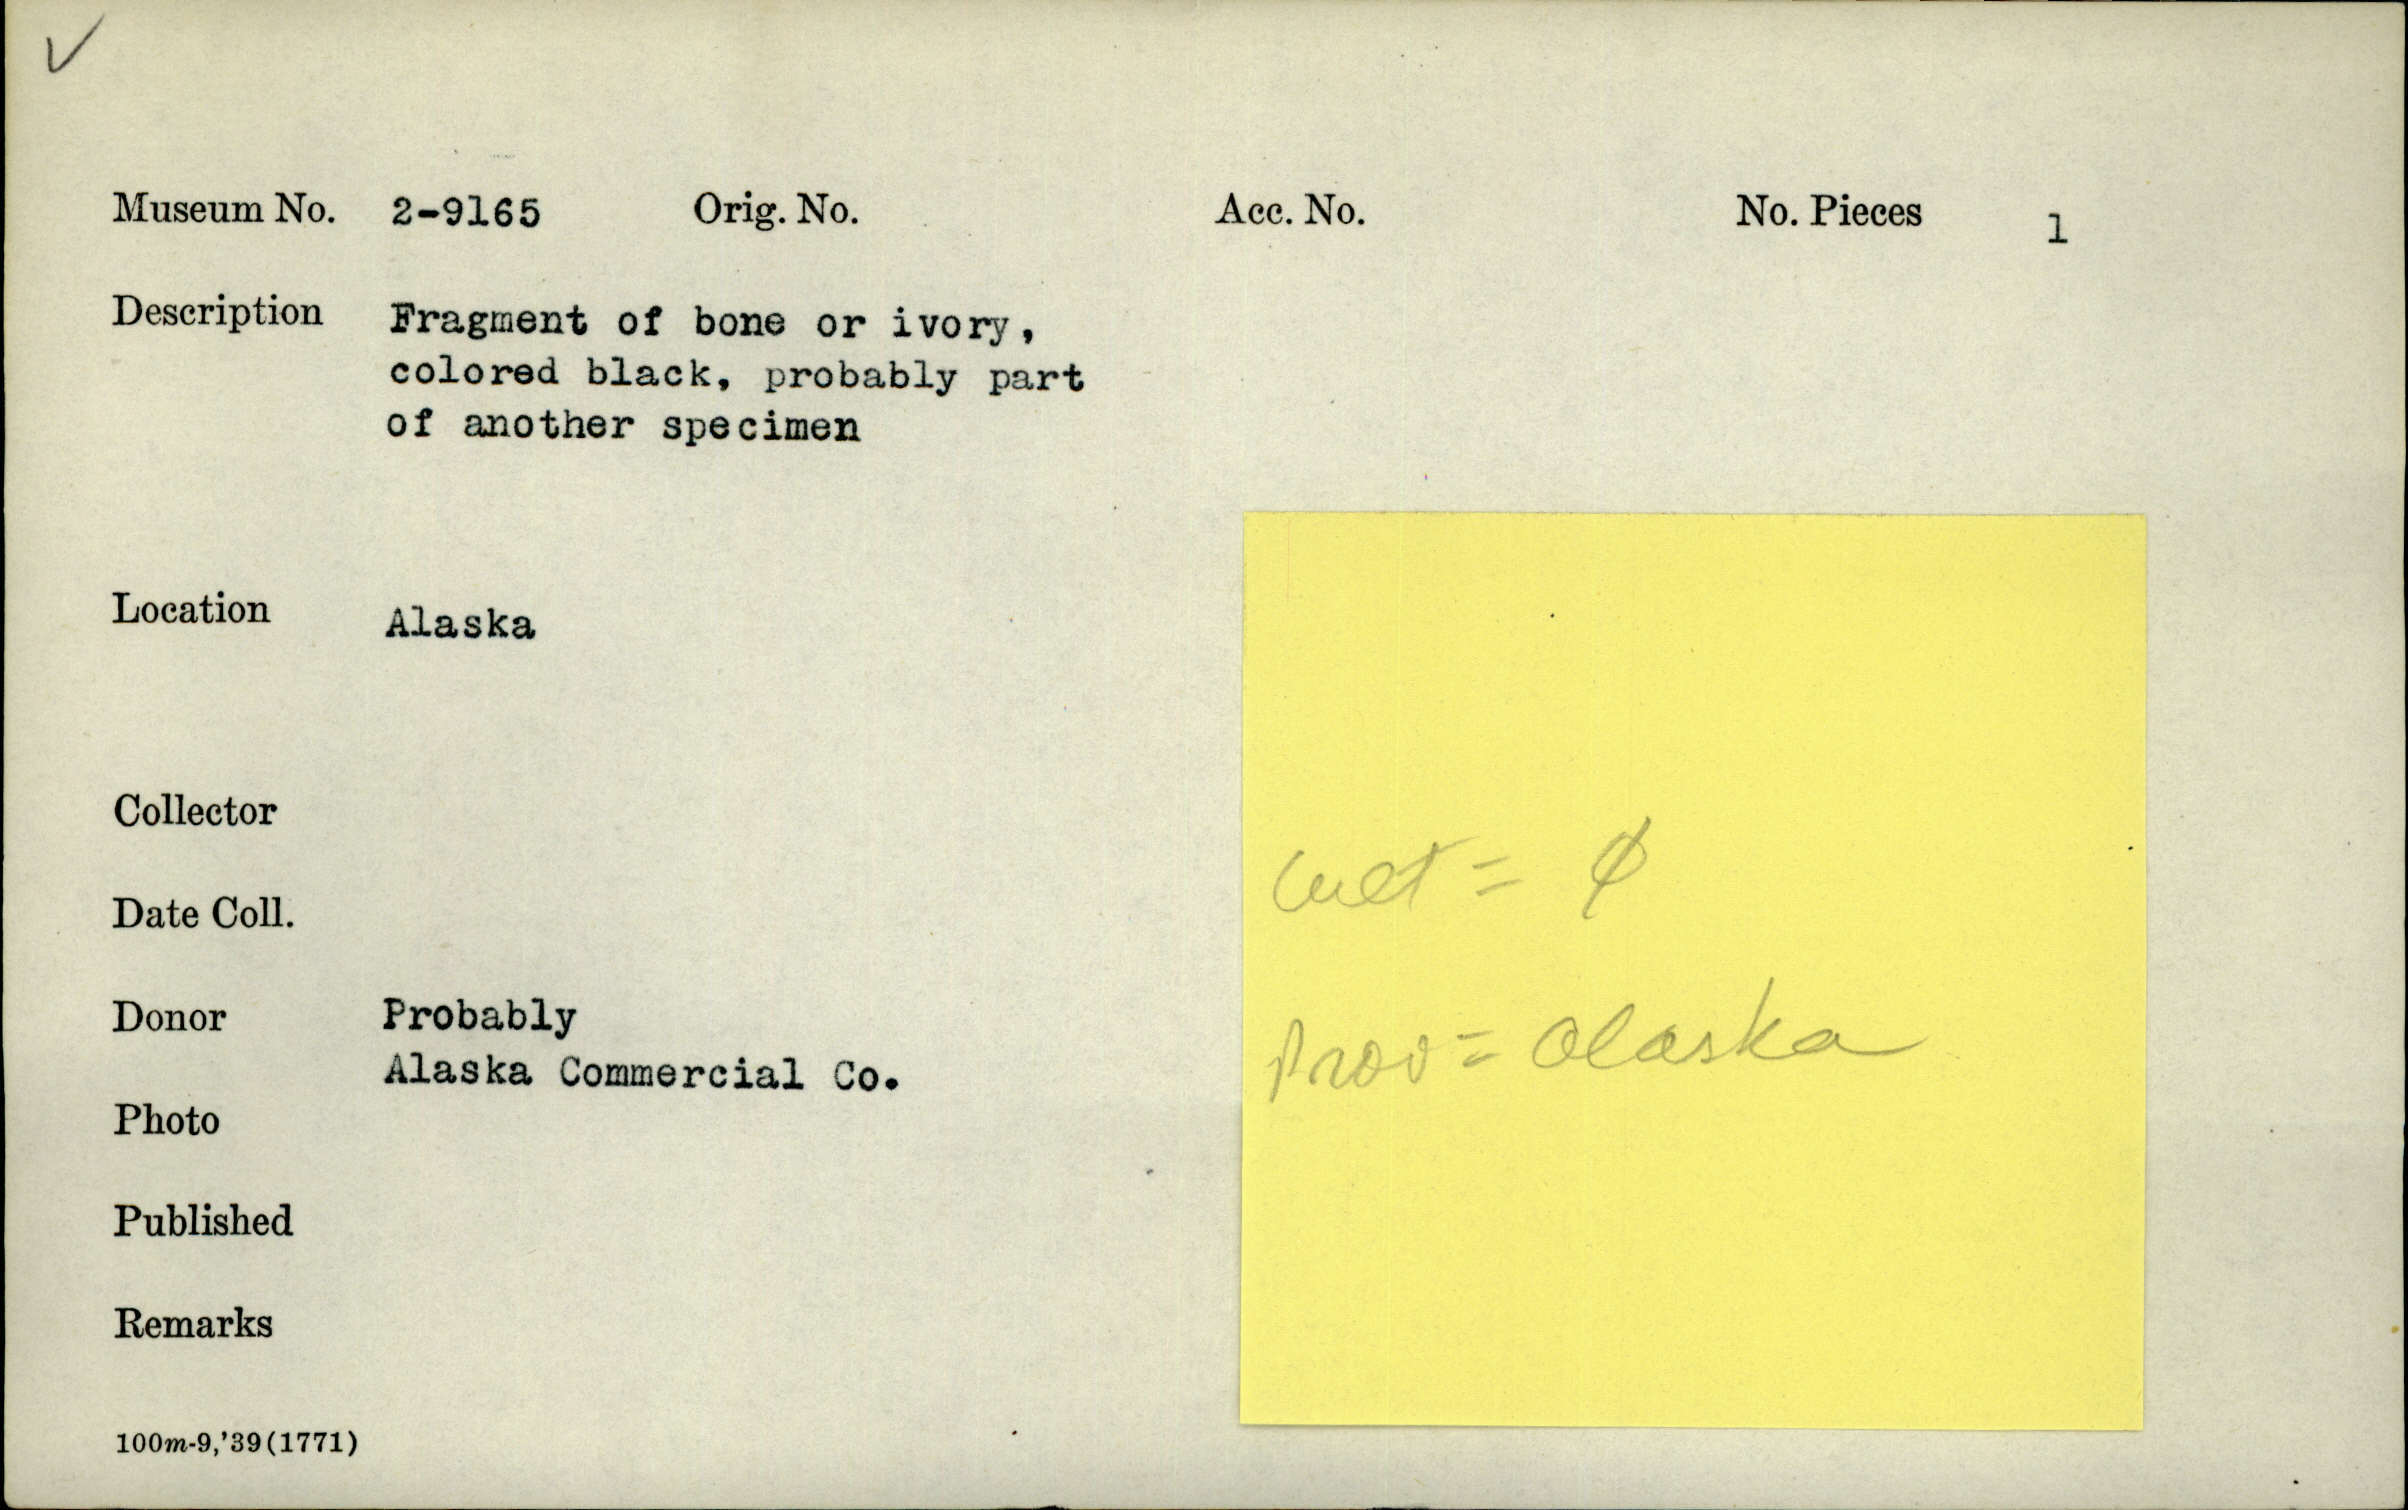 Museum No. 2-9165 Orig. No. Acc. No. No. Pieces 1
Description Fragment of bone or ivory,
colored black, probably part
of another specimen
Location Alaska
Collector
Date Coll.
Donor Probably
Alaska Commercial Co.
Photo
Published
Remarks
100m-9,'39(1771)
Cult = ∅
Prov = Alaska